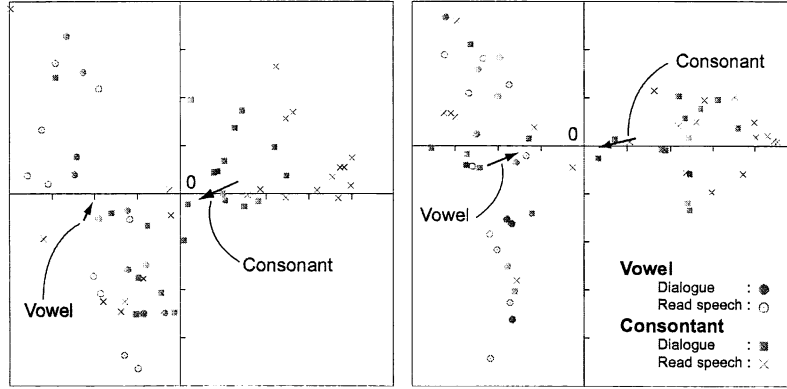 0
Consonant
Vowel
0
Consonant
Vowel
Vowel
Dialogue :
Read speech :
Consontant
Dialogue :
Read speech :